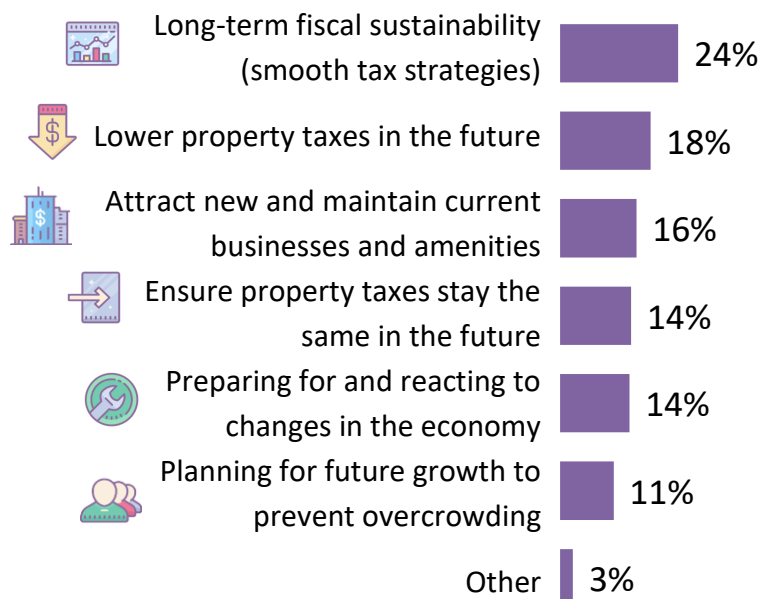 Long-term fiscal sustainability
(smooth tax strategies)
24%
Lower property taxes in the future
18%
Attract new and maintain current
businesses and amenities
16%
Ensure property taxes stay the
same in the future
14%
Preparing for and reacting to
changes in the economy
14%
Planning for future growth to
prevent overcrowding
11%
Other
3%